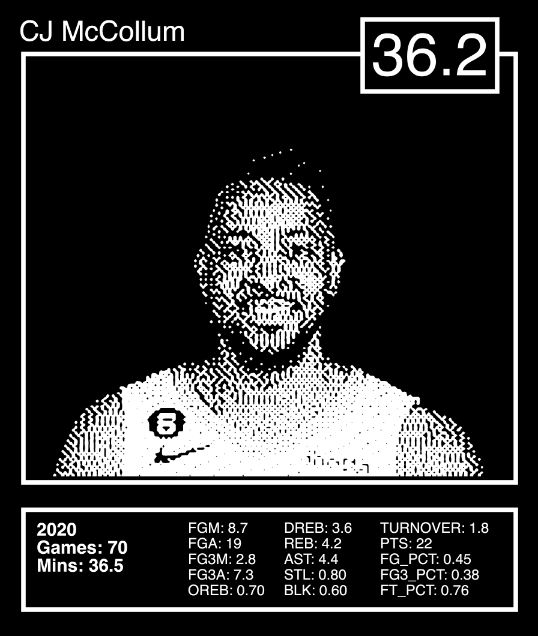 CJ McCollum
36.2
6
2020
Games: 70
Mins: 36.5
FGM: 8.7
FGA: 19
FG3M: 2.8
FG3A: 7.3
OREB: 0.70
DREB: 3.6
REB: 4.2
AST: 4.4
STL: 0.80
BLK: 0.60
TURNOVER: 1.8
PTS: 22
FG_PCT: 0.45
FG3_PCT: 0.38
FT_PCT: 0.76